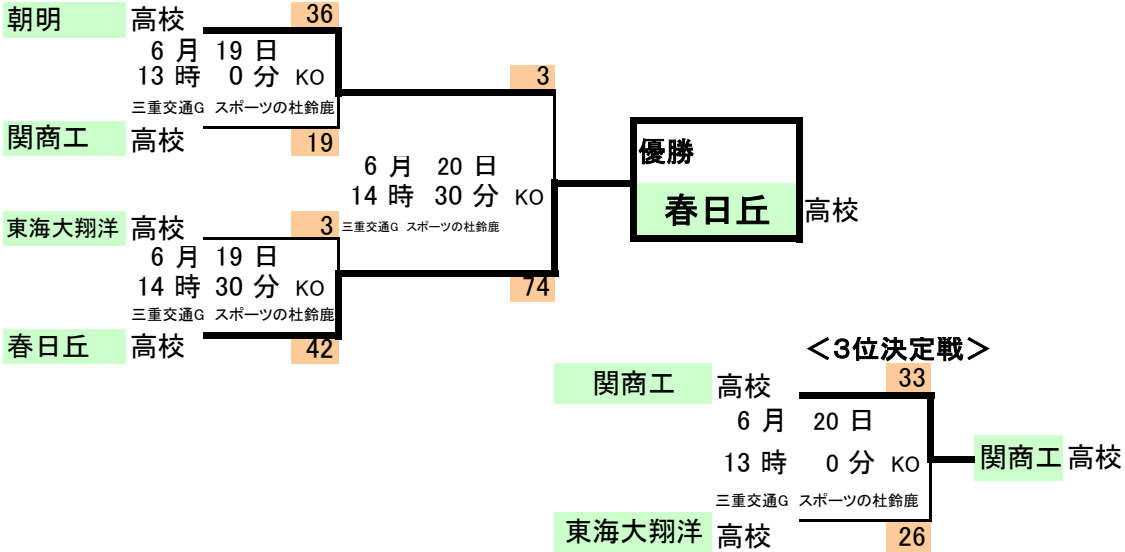 朝明 高校 36
6 月 19 日
13 時 0 分 KO
三重交通G スポーツの杜鈴鹿
関商工 高校 19
東海大翔洋 高校 3
6 月 19 日
14 時 30 分 KO
三重交通G スポーツの杜鈴鹿
春日丘 高校 42
3
6 月 20 日
14 時 30 分 KO
三重交通G スポーツの杜鈴鹿
74
優勝
春日丘 高校
＜3位決定戦＞
関商工 高校 33
6 月 20 日
13 時 0 分 KO
三重交通G スポーツの杜鈴鹿
東海大翔洋 高校 26
関商工 高校